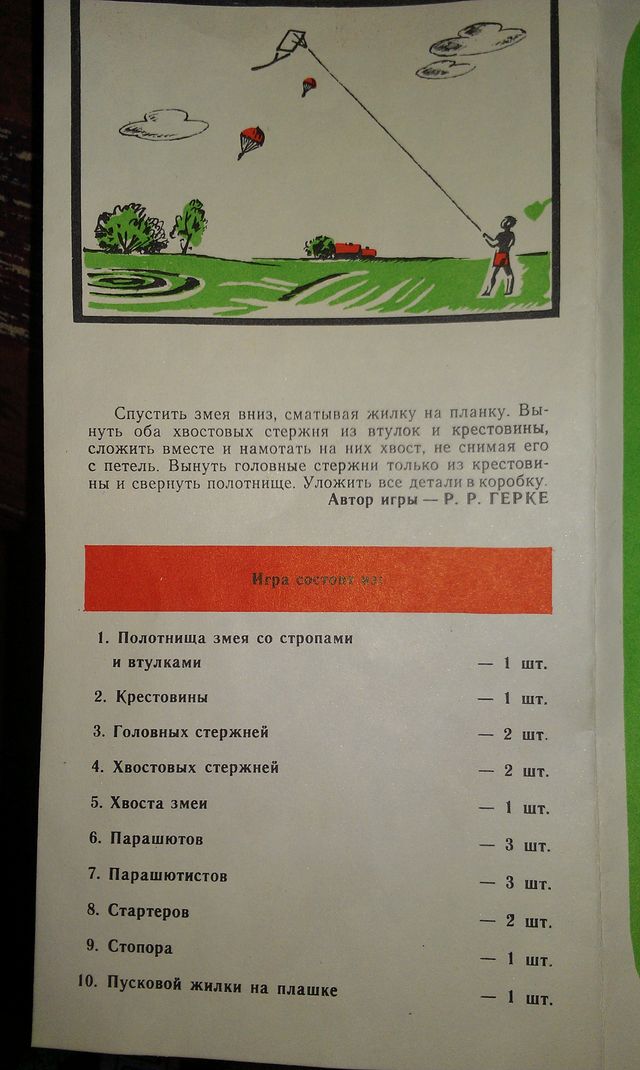 Спустить змея вниз, сматывая жилку на планку. Вы-
нуть оба хвостовых стержня из втулок и крестовины,
сложить вместе и намотать на них хвост, не снимая его
с петель. Вынуть головные стержни только из крестови-
ны и свернуть полотнище. Уложить все детали в коробку.
Автор игры — Р. Р. ГЕРКЕ
Игра состоит из:
1. Полотнища змея со стропами
и втулками — 1 шт.
2. Крестовины — 1 шт.
3. Головных стержней — 2 шт.
4. Хвостовых стержней — 2 шт.
5. Хвоста змеи — 1 шт.
6. Парашютов — 3 шт.
7. Парашютистов — 3 шт.
8. Стартеров — 2 шт.
9. Стопора — 1 шт.
10. Пусковой жилки на плашке — 1 шт.